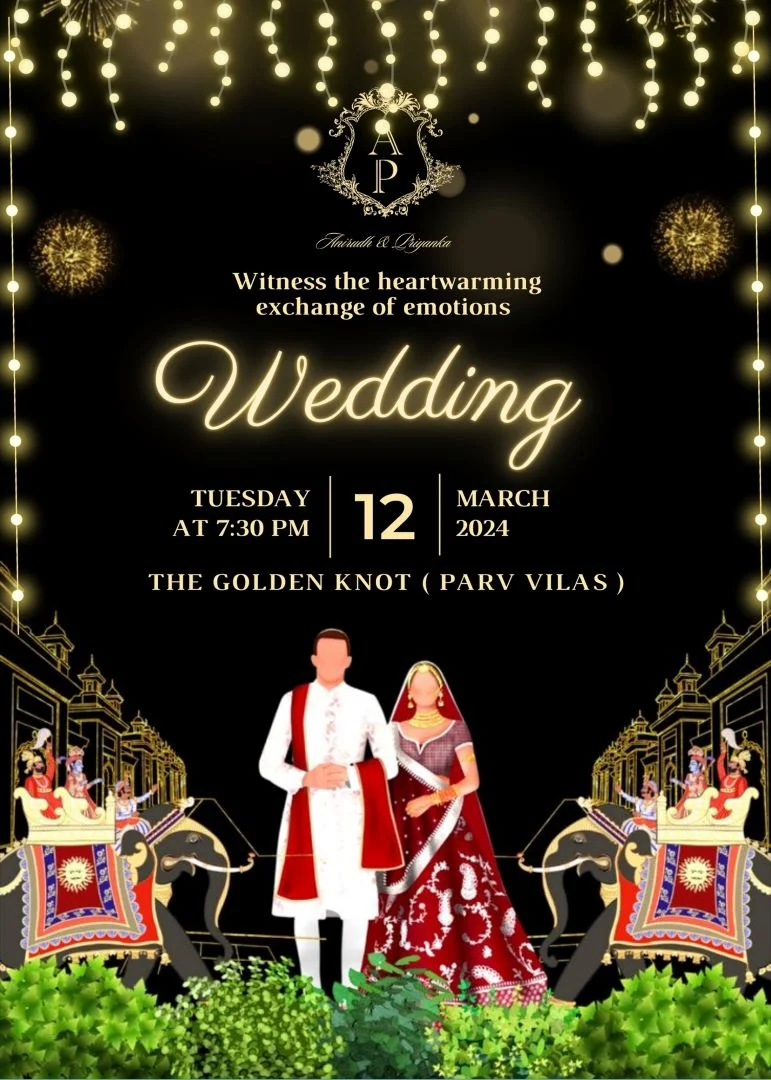 A
P
Anirudh & Priyanka
Witness the heartwarming
exchange of emotions
Wedding
TUESDAY
AT 7:30 PM
12
MARCH
2024
THE GOLDEN KNOT ( PARV VILAS )